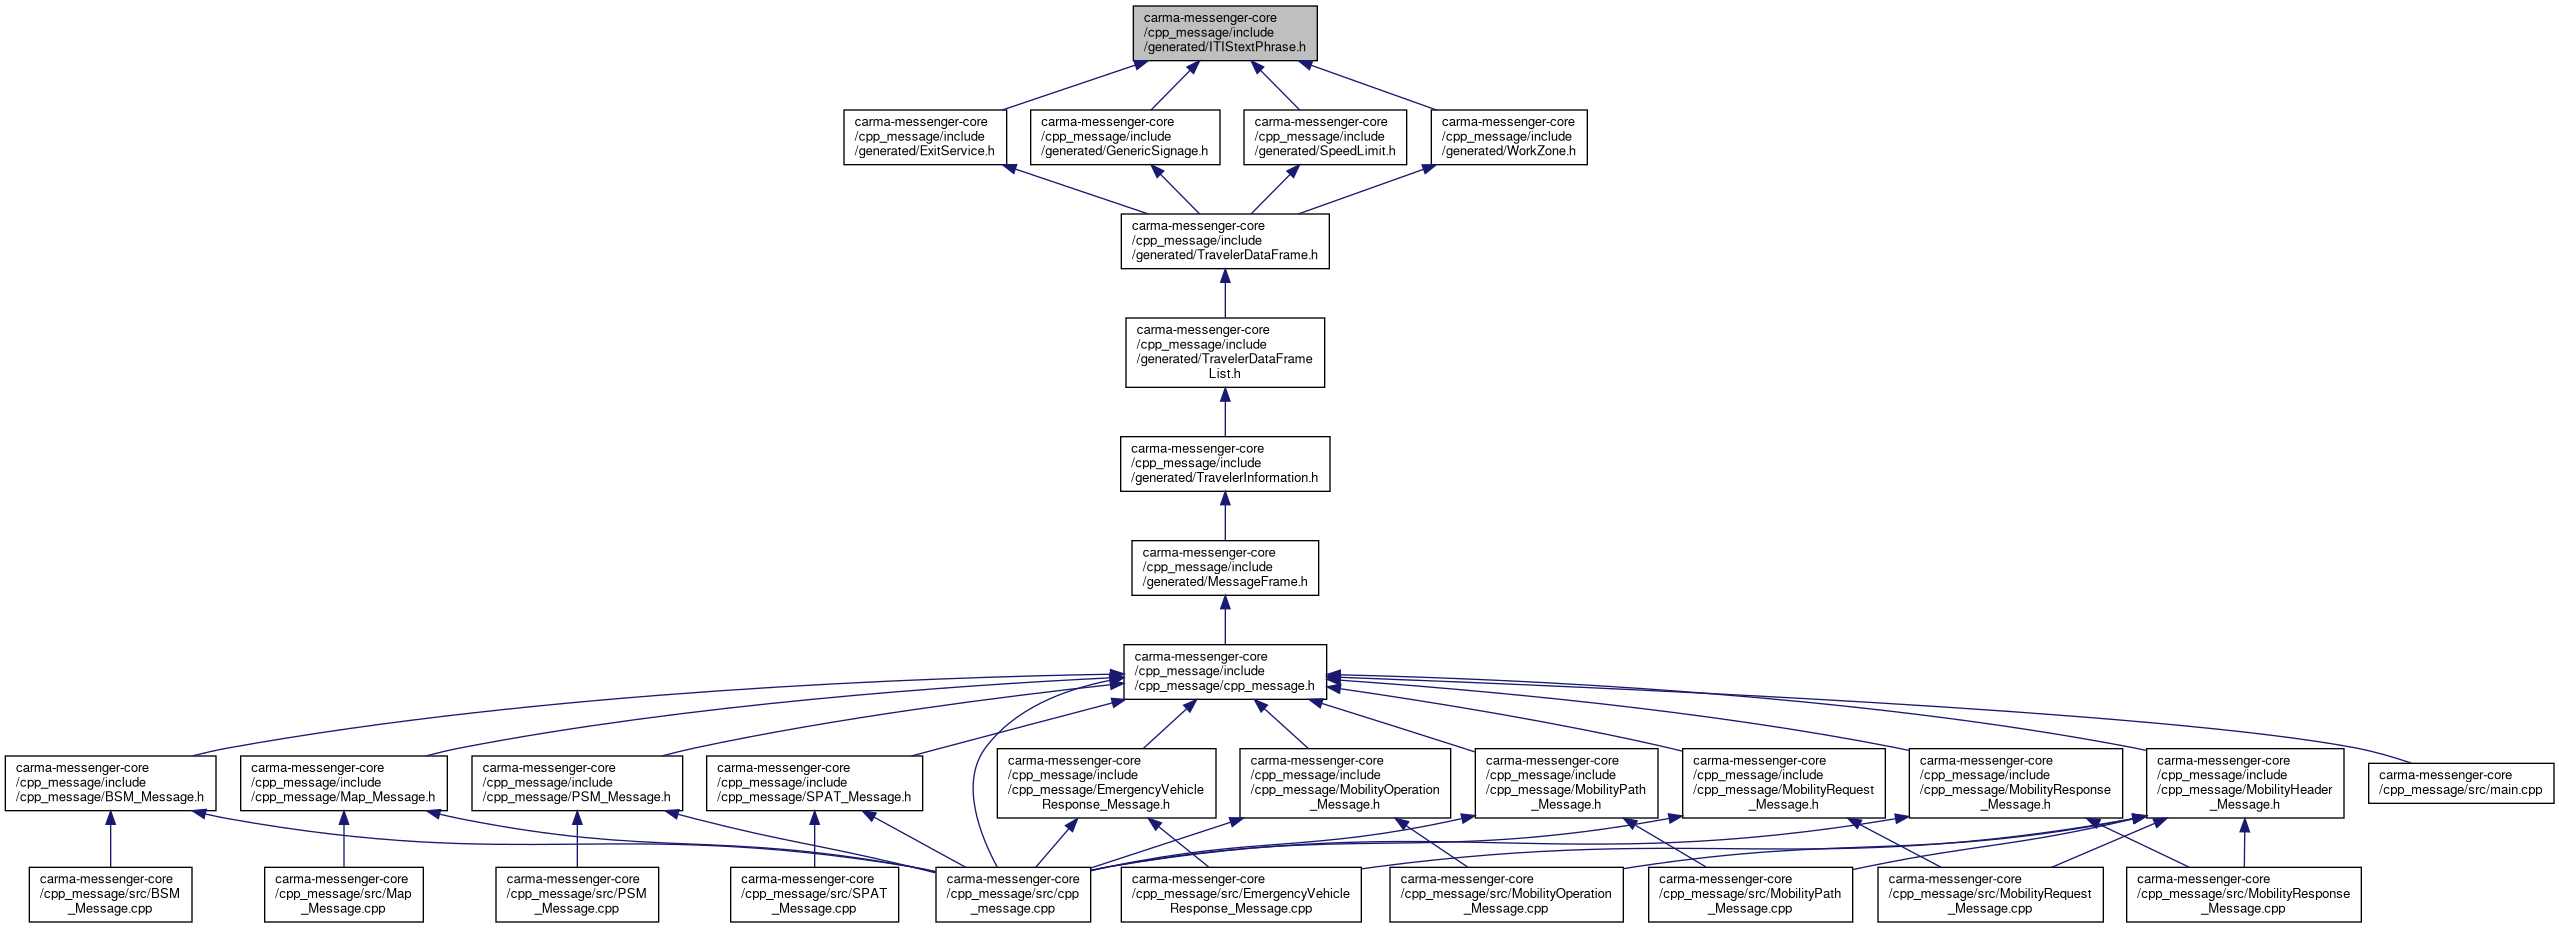 carma-messenger-core
/cpp_message/include
/generated/ITIStextPhrase.h
carma-messenger-core
/cpp_message/include
/generated/ExitService.h
carma-messenger-core
/cpp_message/include
/generated/GenericSignage.h
carma-messenger-core
/cpp_message/include
/generated/SpeedLimit.h
carma-messenger-core
/cpp_message/include
/generated/WorkZone.h
carma-messenger-core
/cpp_message/include
/generated/TravelerDataFrame.h
carma-messenger-core
/cpp_message/include
/generated/TravelerDataFrame
List.h
carma-messenger-core
/cpp_message/include
/generated/TravelerInformation.h
carma-messenger-core
/cpp_message/include
/generated/MessageFrame.h
carma-messenger-core
/cpp_message/include
/cpp_message/cpp_message.h
carma-messenger-core
/cpp_message/include
/cpp_message/BSM_Message.h
carma-messenger-core
/cpp_message/include
/cpp_message/Map_Message.h
carma-messenger-core
/cpp_message/include
/cpp_message/PSM_Message.h
carma-messenger-core
/cpp_message/include
/cpp_message/SPAT_Message.h
carma-messenger-core
/cpp_message/include
/cpp_message/EmergencyVehicle
Response_Message.h
carma-messenger-core
/cpp_message/include
/cpp_message/MobilityOperation
_Message.h
carma-messenger-core
/cpp_message/include
/cpp_message/MobilityPath
_Message.h
carma-messenger-core
/cpp_message/include
/cpp_message/MobilityRequest
_Message.h
carma-messenger-core
/cpp_message/include
/cpp_message/MobilityResponse
_Message.h
carma-messenger-core
/cpp_message/include
/cpp_message/MobilityHeader
_Message.h
carma-messenger-core
/cpp_message/src/main.cpp
carma-messenger-core
/cpp_message/src/BSM
_Message.cpp
carma-messenger-core
/cpp_message/src/Map
_Message.cpp
carma-messenger-core
/cpp_message/src/PSM
_Message.cpp
carma-messenger-core
/cpp_message/src/SPAT
_Message.cpp
carma-messenger-core
/cpp_message/src/cpp
_message.cpp
carma-messenger-core
/cpp_message/src/EmergencyVehicle
Response_Message.cpp
carma-messenger-core
/cpp_message/src/MobilityOperation
_Message.cpp
carma-messenger-core
/cpp_message/src/MobilityPath
_Message.cpp
carma-messenger-core
/cpp_message/src/MobilityRequest
_Message.cpp
carma-messenger-core
/cpp_message/src/MobilityResponse
_Message.cpp